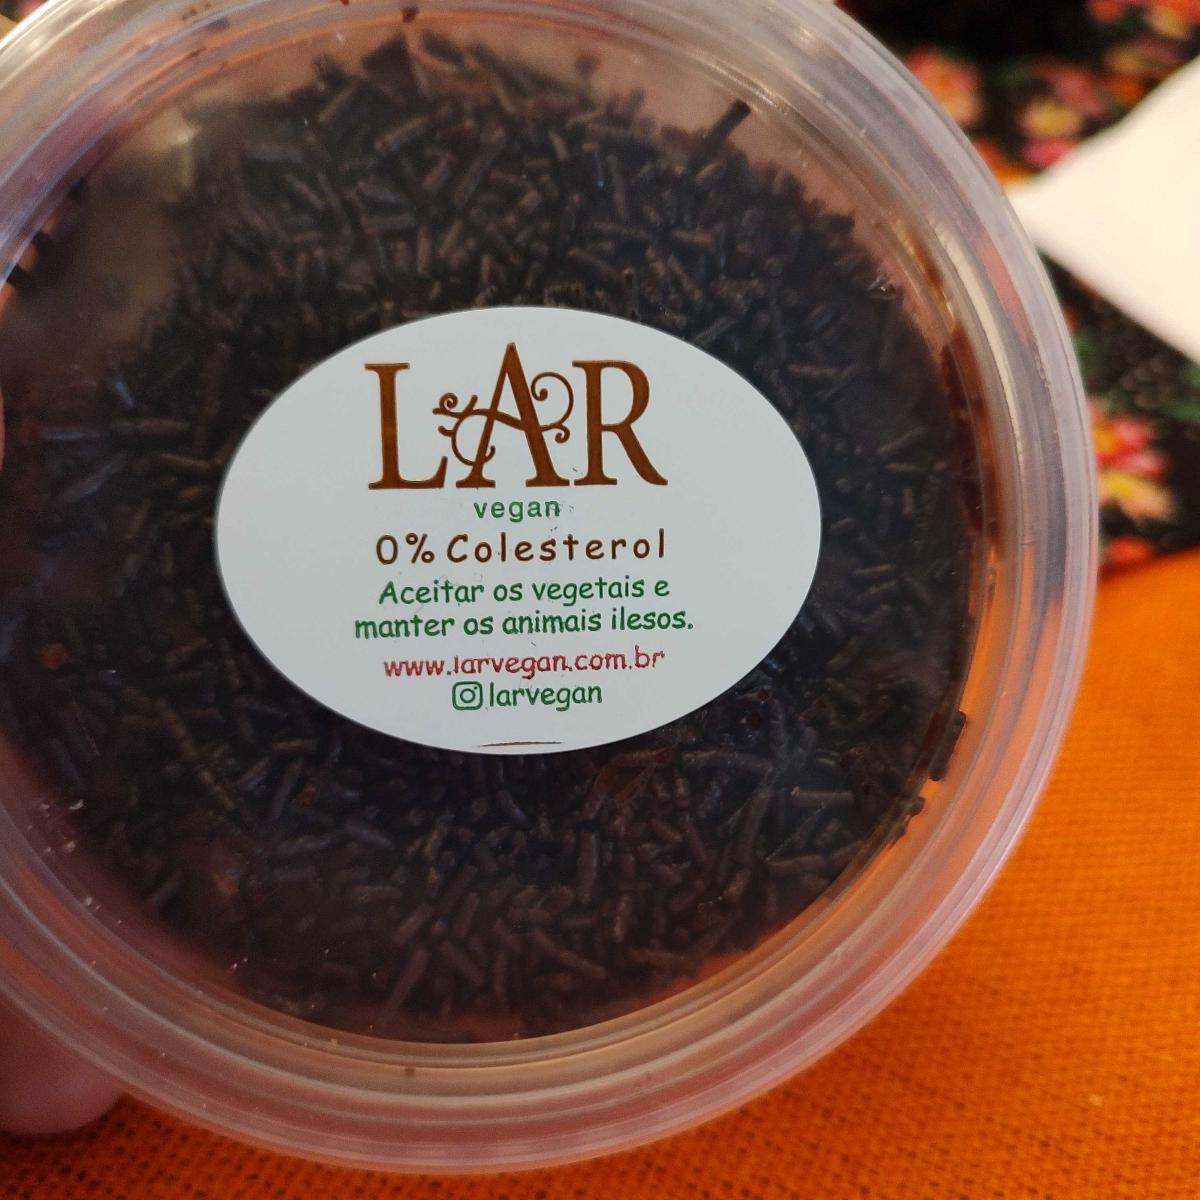 LAR
vegan
0% Colesterol
Aceitar os vegetais e
manter os animais ilesos.
www.larvegan.com.br
larvegan